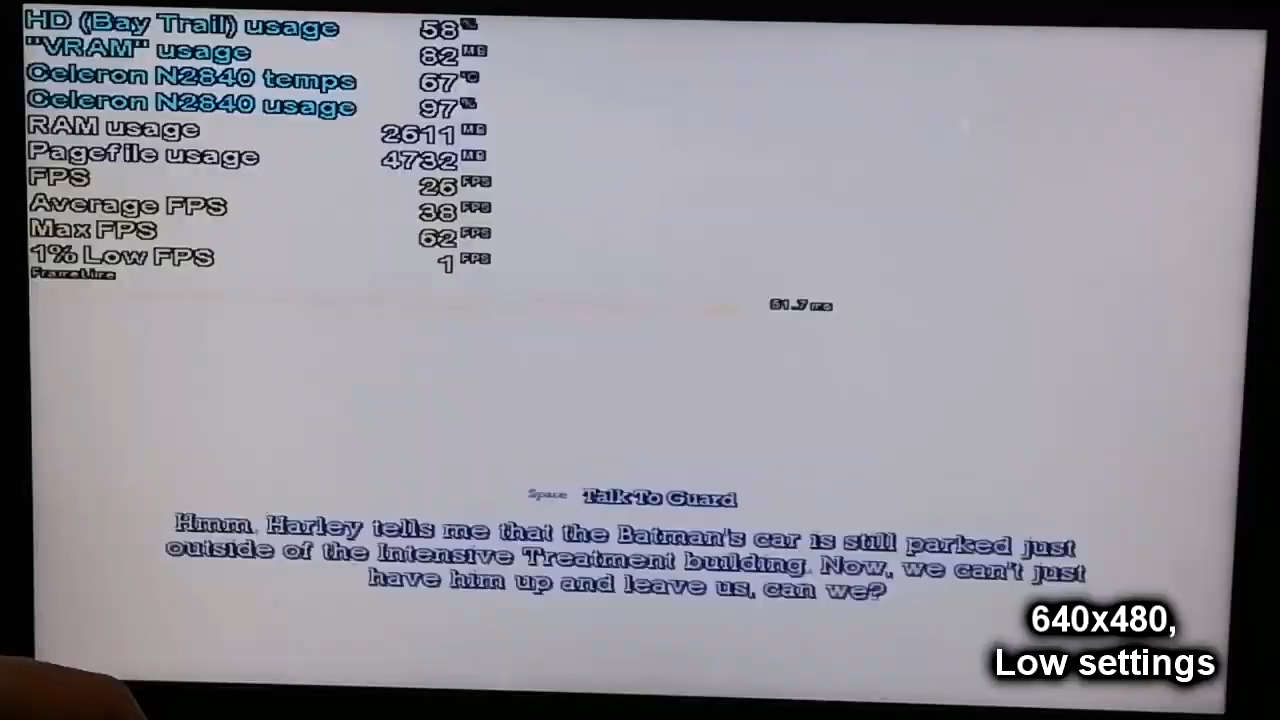 HD (Bay Trail) usage 58 %
"VRAM" usage 82 MB
Celeron N2840 temps 67 °C
Celeron N2840 usage 97 %
RAM usage 2611 MB
Pagefile usage 4732 MB
FPS 26 FPS
Average FPS 38 FPS
Max FPS 62 FPS
1% Low FPS 1 FPS
Frametime
51.7 ms
Space Talk To Guard
Hmm. Harley tells me that the Batman's car is still parked just
outside of the Intensive Treatment building. Now, we can't just
have him up and leave us, can we?
640x480,
Low settings